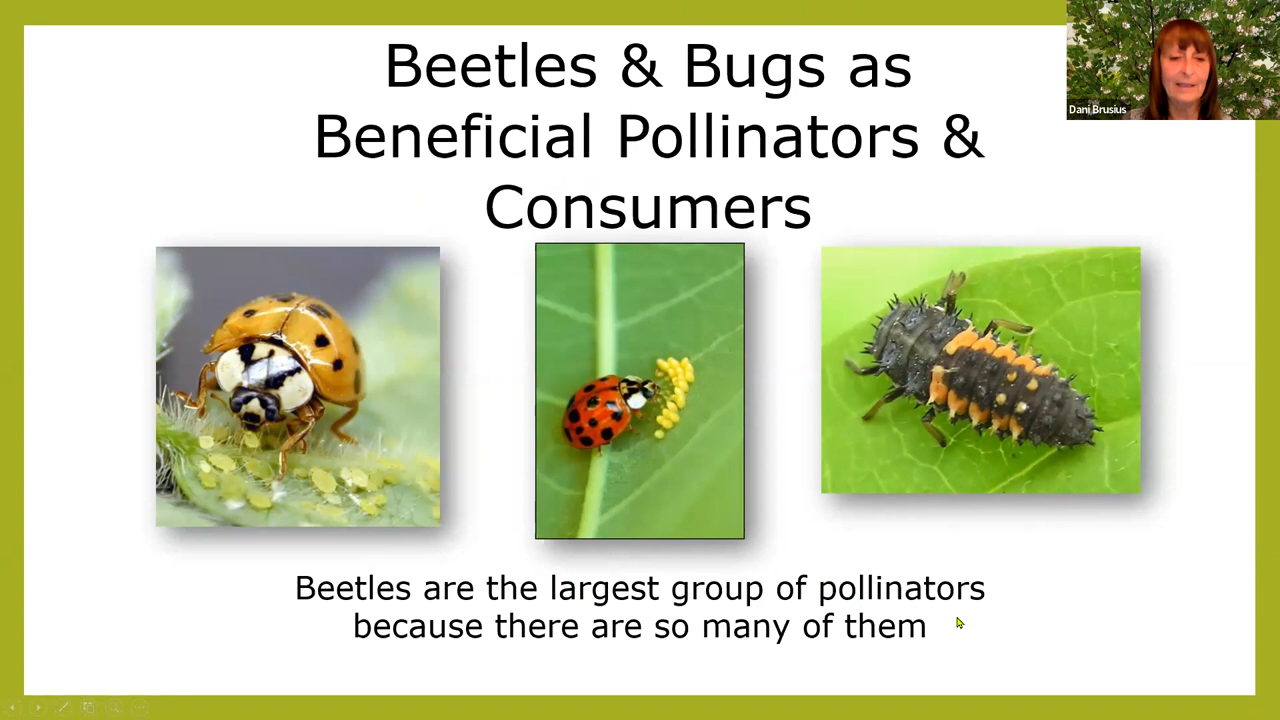 Beetles & Bugs as
Beneficial Pollinators &
Consumers
Dani Brusius
Beetles are the largest group of pollinators
because there are so many of them